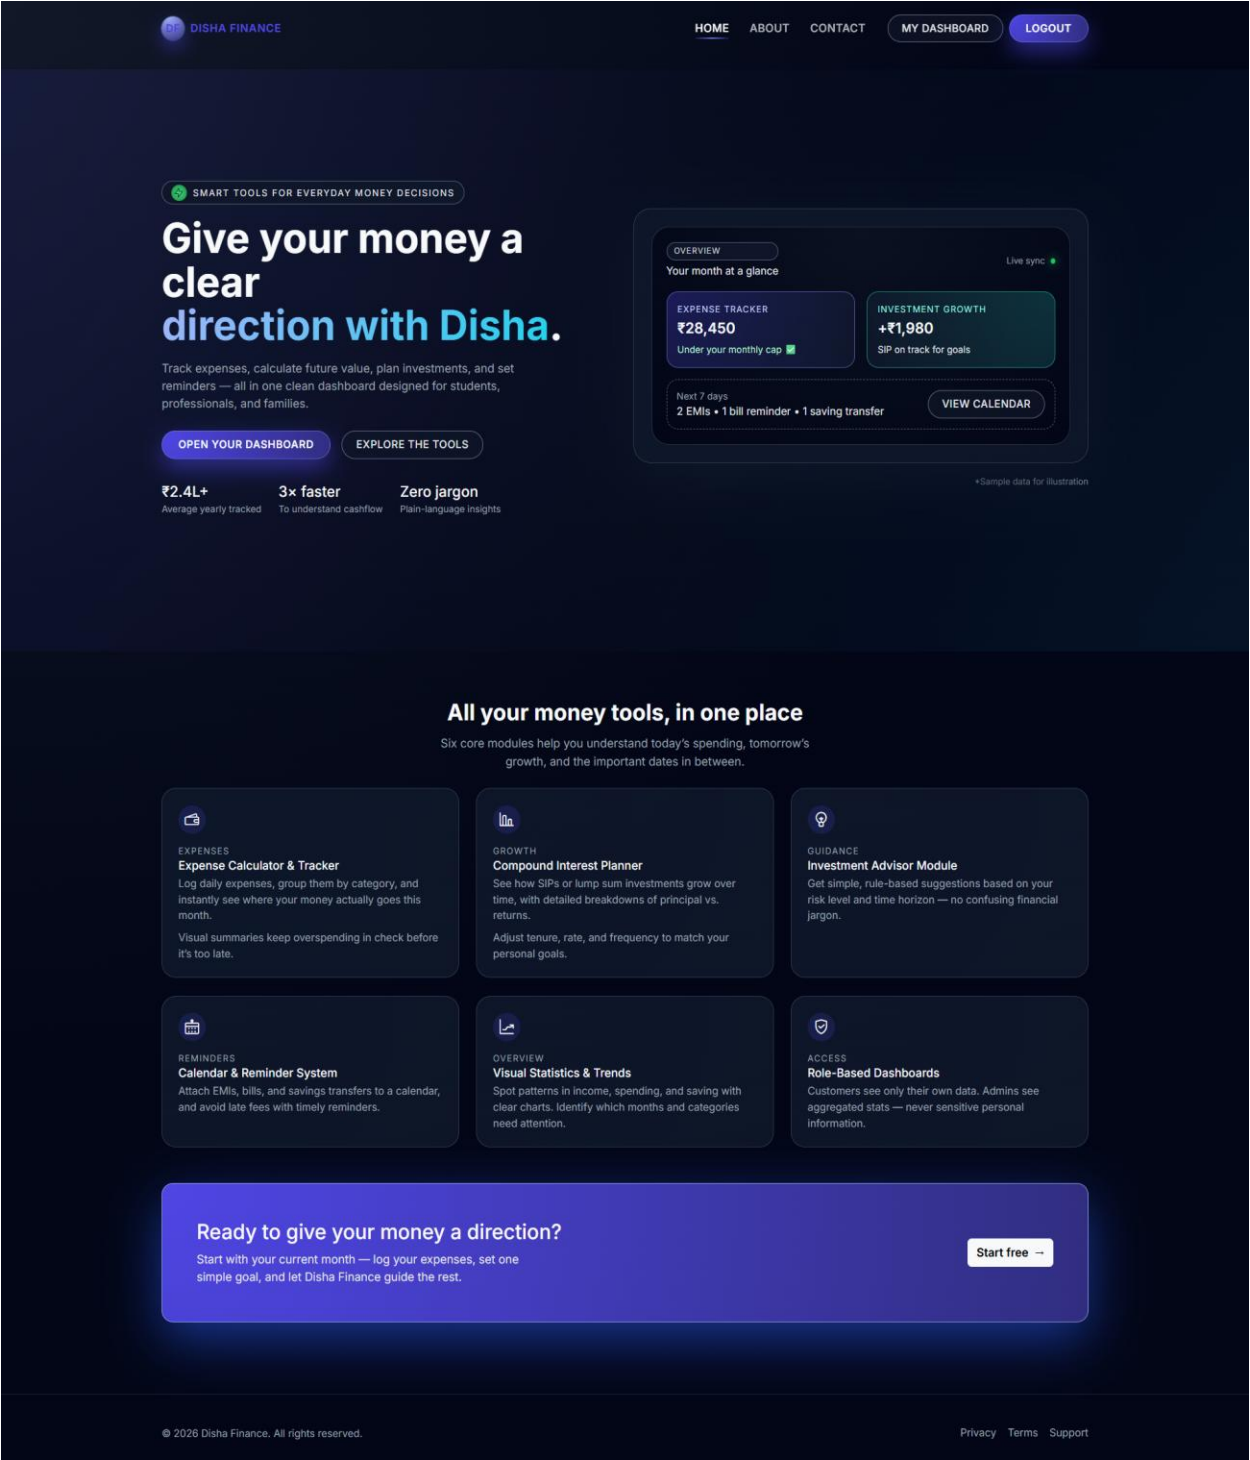 DF DISHA FINANCE
HOME ABOUT CONTACT MY DASHBOARD LOGOUT
SMART TOOLS FOR EVERYDAY MONEY DECISIONS
Give your money a
clear
direction with Disha.
Track expenses, calculate future value, plan investments, and set
reminders — all in one clean dashboard designed for students,
professionals, and families.
OPEN YOUR DASHBOARD EXPLORE THE TOOLS
₹2.4L+ 3× faster Zero jargon
Average yearly tracked To understand cashflow Plain-language insights
OVERVIEW
Your month at a glance
Live sync
EXPENSE TRACKER
₹28,450
Under your monthly cap ✅
INVESTMENT GROWTH
+₹1,980
SIP on track for goals
Next 7 days
2 EMIs • 1 bill reminder • 1 saving transfer
VIEW CALENDAR
*Sample data for illustration
All your money tools, in one place
Six core modules help you understand today’s spending, tomorrow’s
growth, and the important dates in between.
EXPENSES
Expense Calculator & Tracker
Log daily expenses, group them by category, and
instantly see where your money actually goes this
month.
Visual summaries keep overspending in check before
it’s too late.
GROWTH
Compound Interest Planner
See how SIPs or lump sum investments grow over
time, with detailed breakdowns of principal vs.
returns.
Adjust tenure, rate, and frequency to match your
personal goals.
GUIDANCE
Investment Advisor Module
Get simple, rule-based suggestions based on your
risk level and time horizon — no confusing financial
jargon.
REMINDERS
Calendar & Reminder System
Attach EMIs, bills, and savings transfers to a calendar,
and avoid late fees with timely reminders.
OVERVIEW
Visual Statistics & Trends
Spot patterns in income, spending, and saving with
clear charts. Identify which months and categories
need attention.
ACCESS
Role-Based Dashboards
Customers see only their own data. Admins see
aggregated stats — never sensitive personal
information.
Ready to give your money a direction?
Start with your current month — log your expenses, set one
simple goal, and let Disha Finance guide the rest.
Start free →
© 2026 Disha Finance. All rights reserved.
Privacy Terms Support